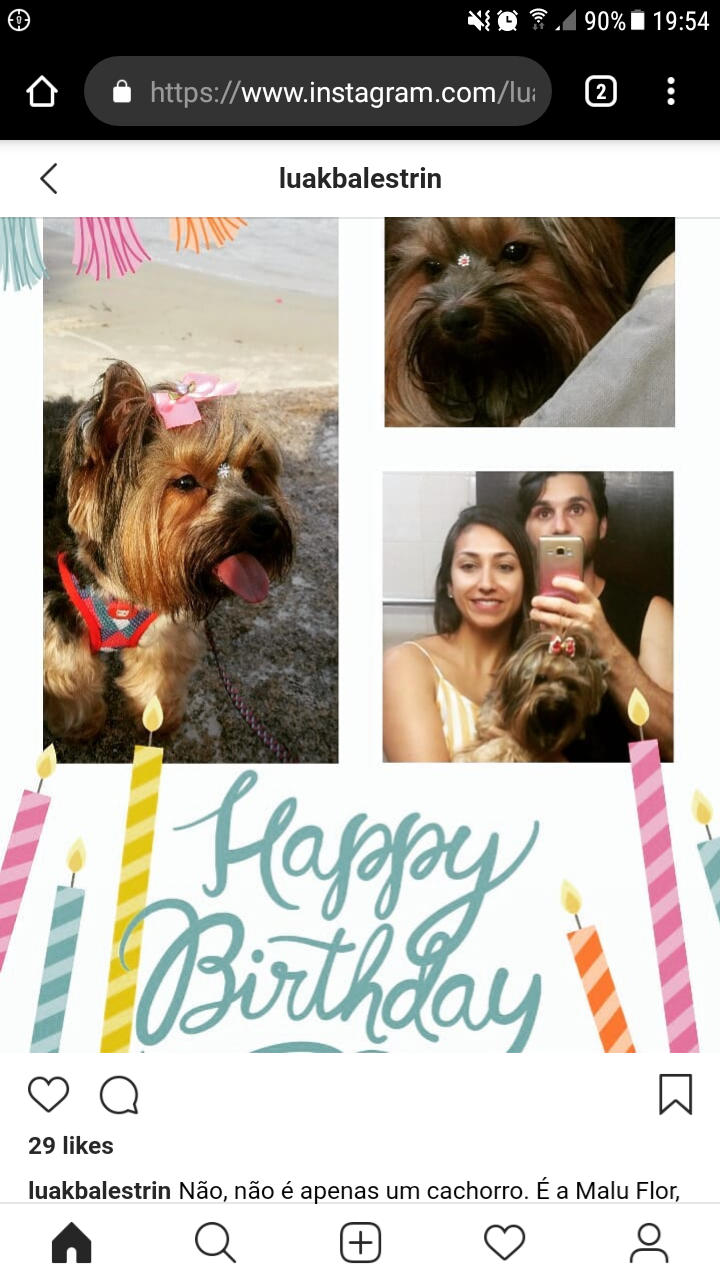 90% 19:54
https://www.instagram.com/lu
2
luakbalestrin
Happy
Birthday
29 likes
luakbalestrin Não, não é apenas um cachorro. É a Malu Flor,